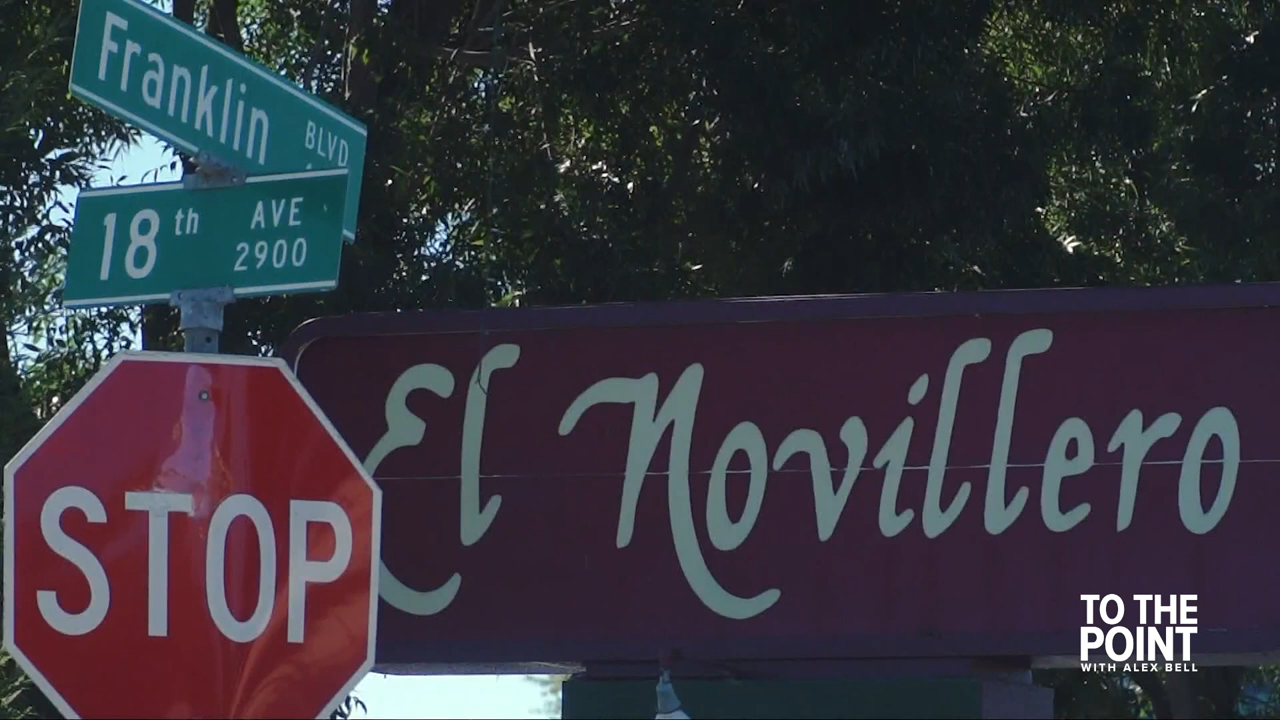 Franklin BLVD
18th AVE
2900
STOP
El Novillero
TO THE
POINT
WITH ALEX BELL